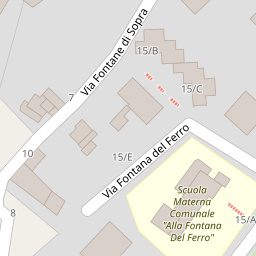 Via Fontane di Sopra
15/B
15/C
7
10
Via Fontana del Ferro
15/E
8
Scuola
Materna
Comunale
"Alla Fontana
Del Ferro"
15/A